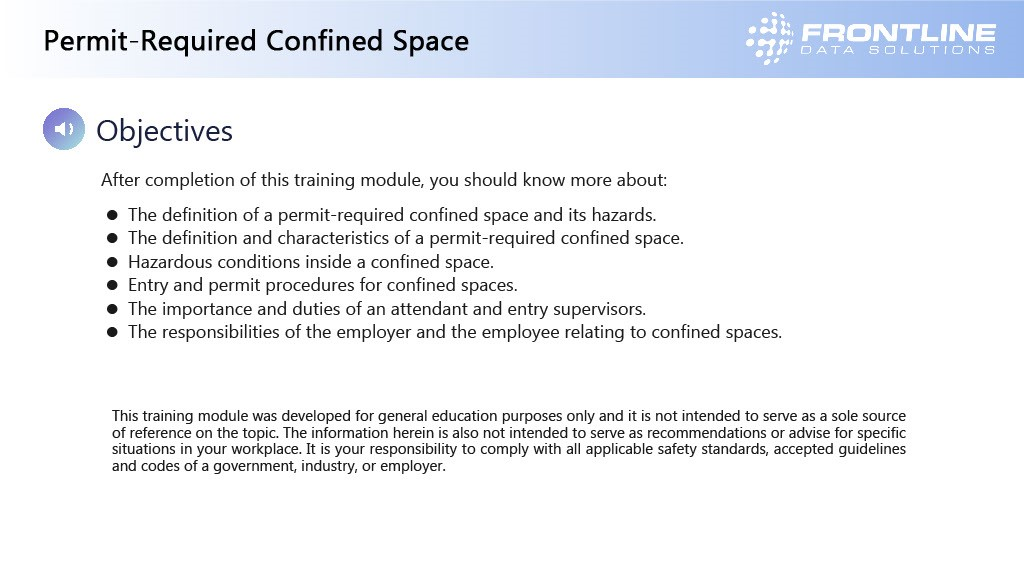 Permit-Required Confined Space
FRONTLINE
DATA SOLUTIONS
Objectives
After completion of this training module, you should know more about:
● The definition of a permit-required confined space and its hazards.
● The definition and characteristics of a permit-required confined space.
● Hazardous conditions inside a confined space.
● Entry and permit procedures for confined spaces.
● The importance and duties of an attendant and entry supervisors.
● The responsibilities of the employer and the employee relating to confined spaces.
This training module was developed for general education purposes only and it is not intended to serve as a sole source
of reference on the topic. The information herein is also not intended to serve as recommendations or advise for specific
situations in your workplace. It is your responsibility to comply with all applicable safety standards, accepted guidelines
and codes of a government, industry, or employer.